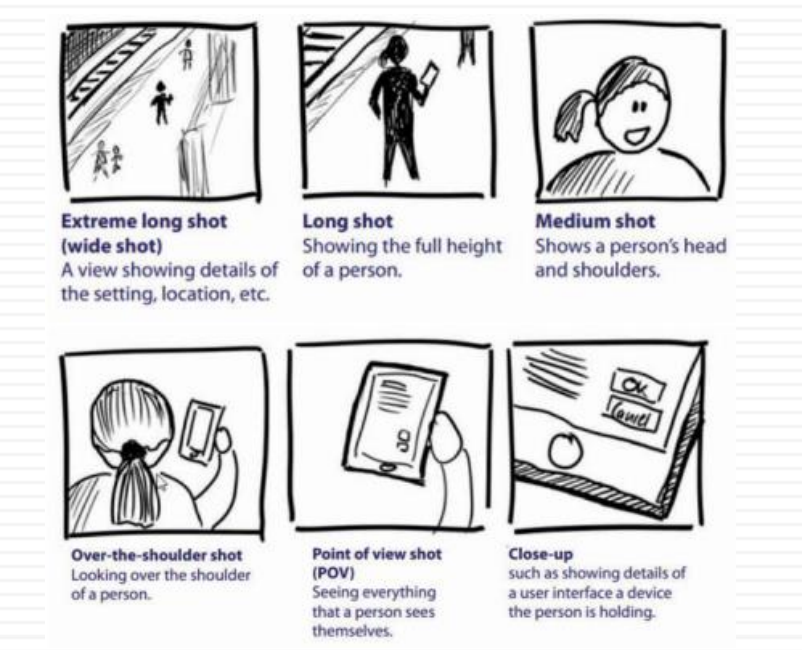 Extreme long shot
(wide shot)
A view showing details of
the setting, location, etc.
Long shot
Showing the full height
of a person.
Medium shot
Shows a person's head
and shoulders.
Over-the-shoulder shot
Looking over the shoulder
of a person.
Point of view shot
(POV)
Seeing everything
that a person sees
themselves.
OK
Cancel
Close-up
such as showing details of
a user interface a device
the person is holding.